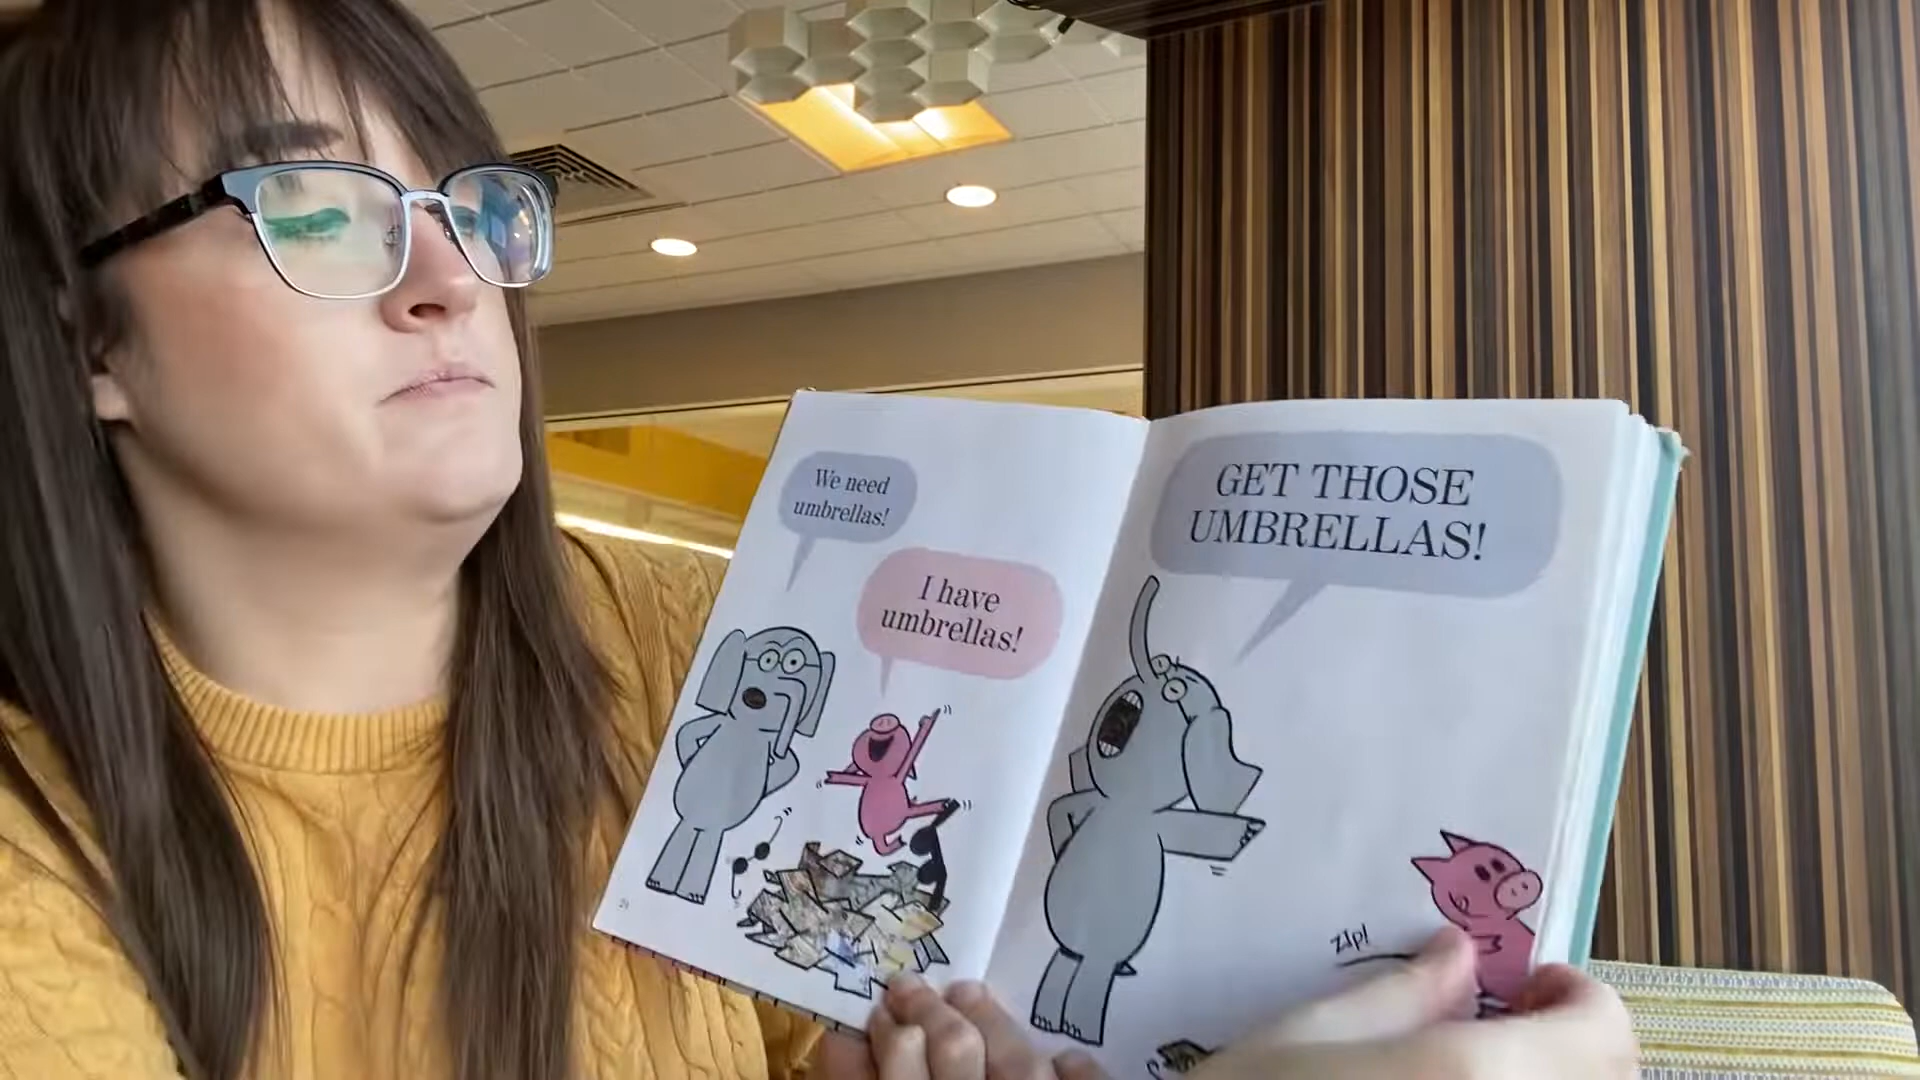 We need
umbrellas!
I have
umbrellas!
GET THOSE
UMBRELLAS!
zip!